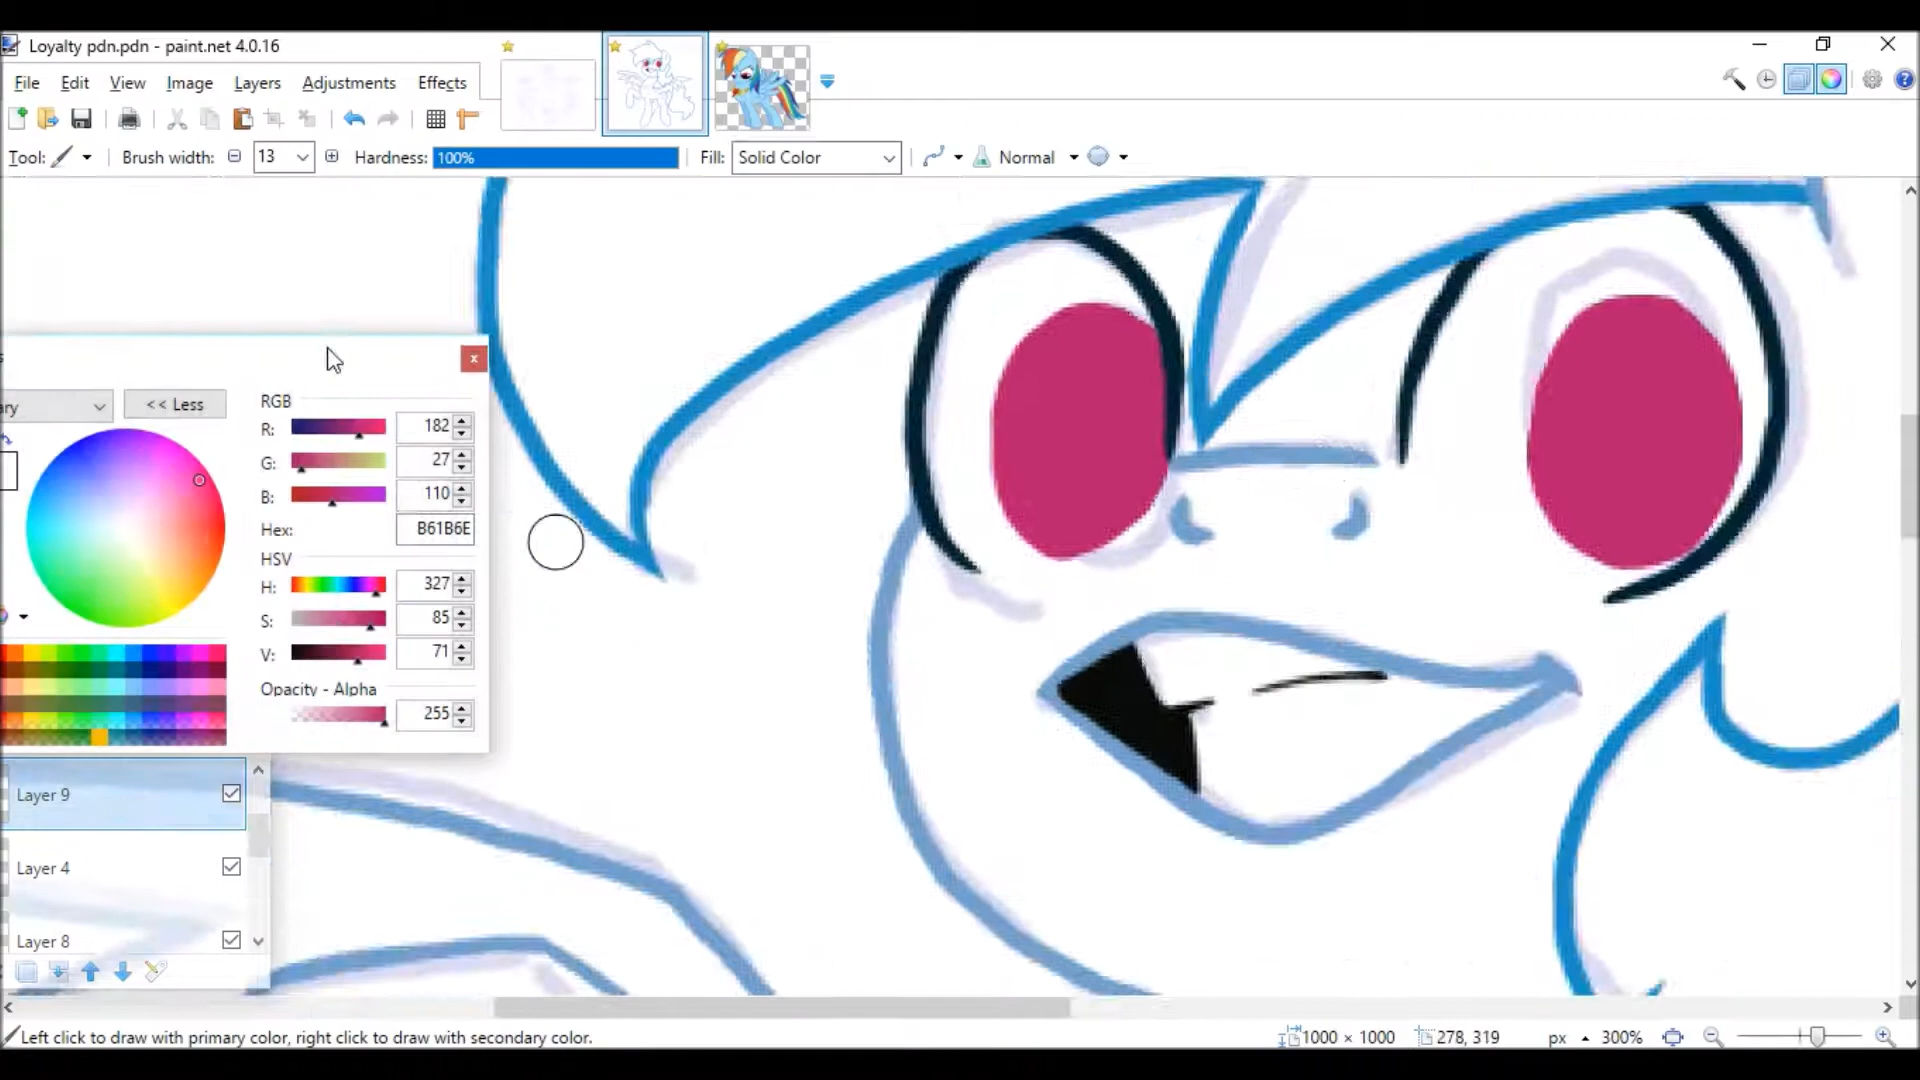 Loyalty pdn.pdn - paint.net 4.0.16
File Edit View Image Layers Adjustments Effects
Tool: Brush width: 13 Hardness: 100% Fill: Solid Color Normal
<< Less
RGB
R: 182
G: 27
B: 110
Hex: B61B6E
HSV
H: 327
S: 85
V: 71
Opacity - Alpha
255
Layer 9
Layer 4
Layer 8
Left click to draw with primary color, right click to draw with secondary color. 1000 × 1000 278, 319 px 300%